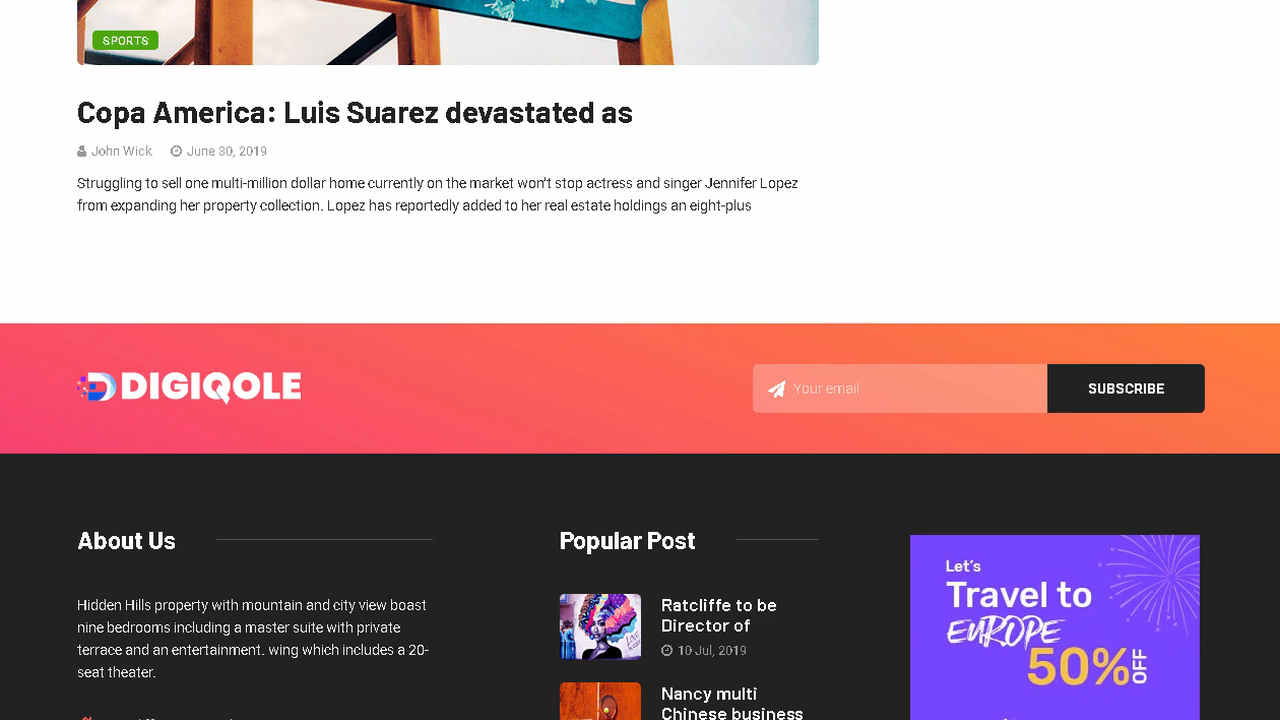 SPORTS
Copa America: Luis Suarez devastated as
John Wick June 30, 2019
Struggling to sell one multi-million dollar home currently on the market won't stop actress and singer Jennifer Lopez
from expanding her property collection. Lopez has reportedly added to her real estate holdings an eight-plus
DIGIQOLE
Your email
SUBSCRIBE
About Us
Hidden Hills property with mountain and city view boast
nine bedrooms including a master suite with private
terrace and an entertainment. wing which includes a 20-
seat theater.
Popular Post
Ratcliffe to be
Director of
10 Jul, 2019
Nancy multi
Chinese business
Let's
Travel to
EUROPE
50% OFF